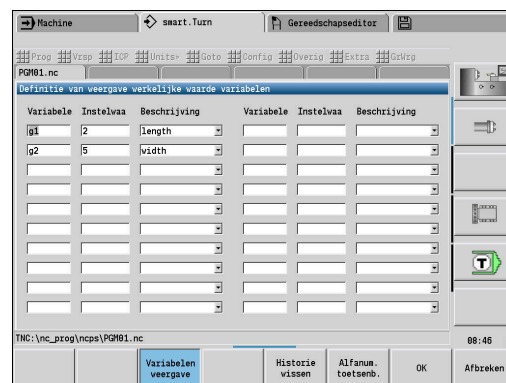 Machine
smart.Turn
Gereedschapseditor
Prog Vrsp ICP Units» Goto Config Overig Extra GrWrg
PGM01.nc
Definitie van weergave werkelijke waarde variabelen
Variabele Instelwaa Beschrijving Variabele Instelwaa Beschrijving
g1 2 length
g2 5 width
T
TNC:\nc_prog\ncps\PGM01.nc
08:46
Variabelen weergave
Historie wissen
Alfanum. toetsenb.
OK
Afbreken